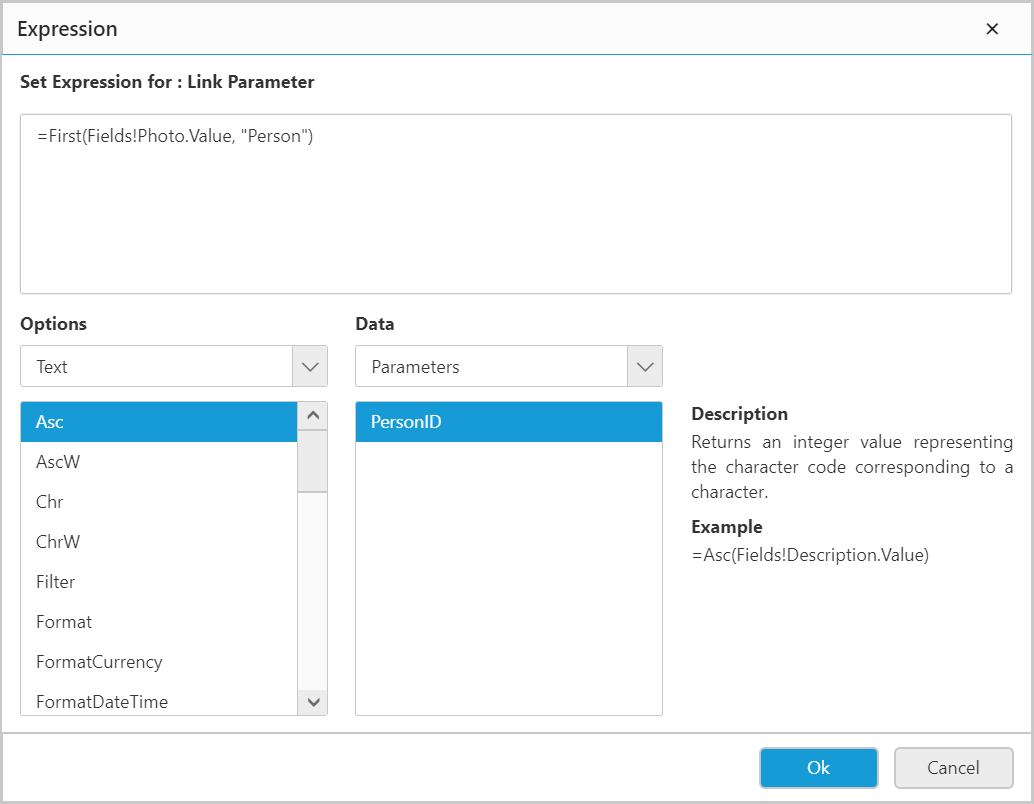 Expression
Set Expression for : Link Parameter
=First(Fields!Photo.Value, "Person")
Options
Data
Text
Parameters
Asc
AscW
Chr
ChrW
Filter
Format
FormatCurrency
FormatDateTime
PersonID
Description
Returns an integer value representing
the character code corresponding to a
character.
Example
=Asc(Fields!Description.Value)
Ok
Cancel